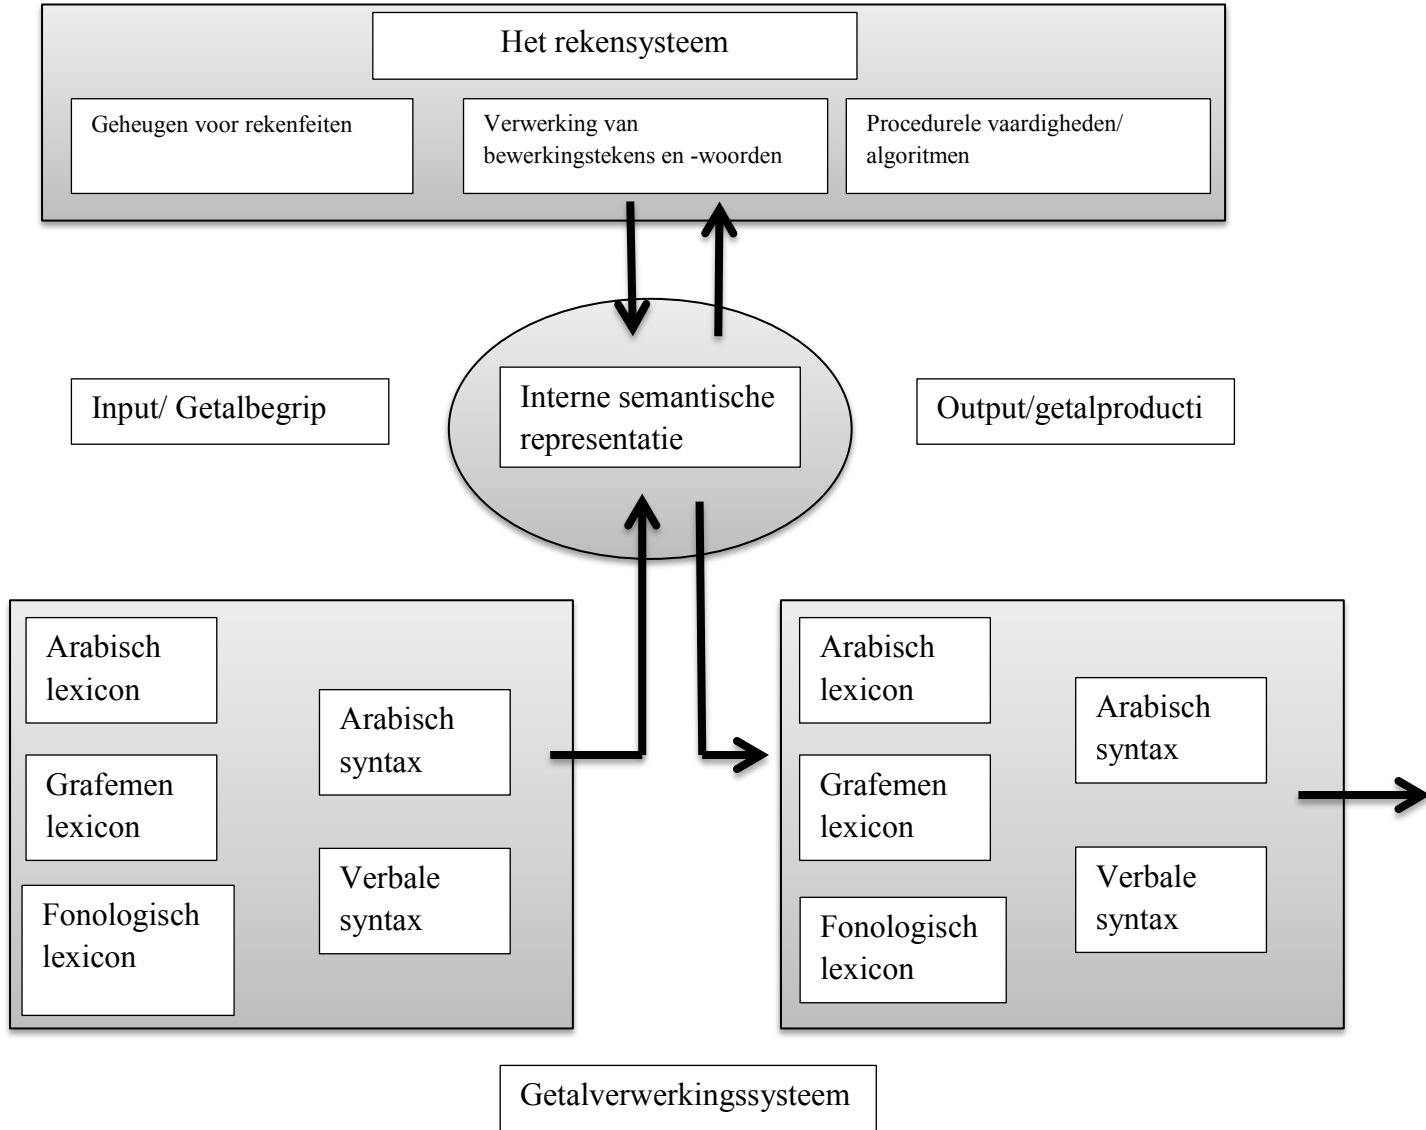 Het rekensysteem
Geheugen voor rekenfeiten
Verwerking van
bewerkingstekens en -woorden
Procedurele vaardigheden/
algoritmen
Input/ Getalbegrip
Interne semantische
representatie
Output/getalproducti
Arabisch
lexicon
Grafemen
lexicon
Fonologisch
lexicon
Arabisch
syntax
Verbale
syntax
Arabisch
lexicon
Grafemen
lexicon
Fonologisch
lexicon
Arabisch
syntax
Verbale
syntax
Getalverwerkingssysteem